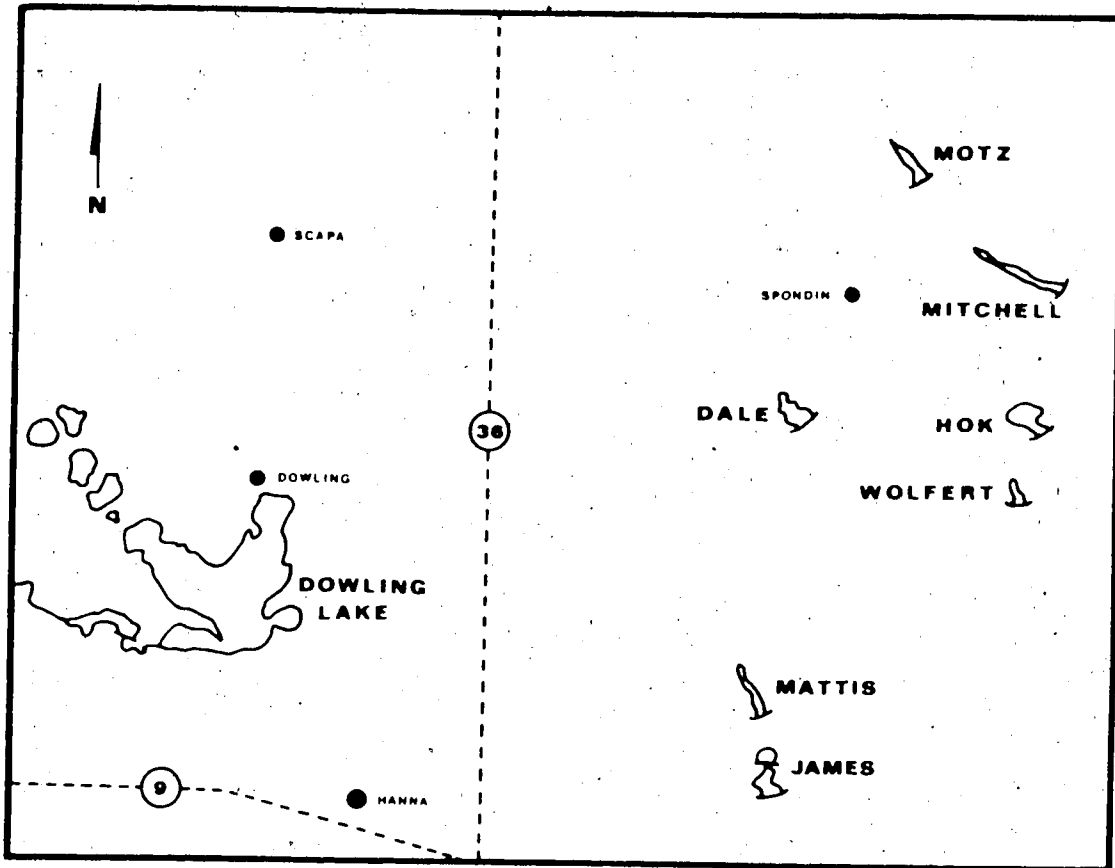 MOTZ
N
SCAPA
SPONDIN
MITCHELL
DALE
HOK
36
DOWLING
WOLFERT
DOWLING
LAKE
MATTIS
JAMES
9
HANNA